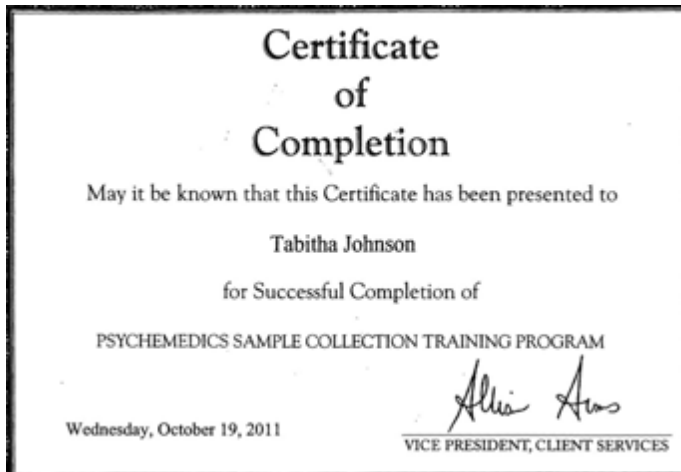 Certificate
of
Completion
May it be known that this Certificate has been presented to
Tabitha Johnson
for Successful Completion of
PSYCHEMEDICS SAMPLE COLLECTION TRAINING PROGRAM
Wednesday, October 19, 2011
VICE PRESIDENT, CLIENT SERVICES